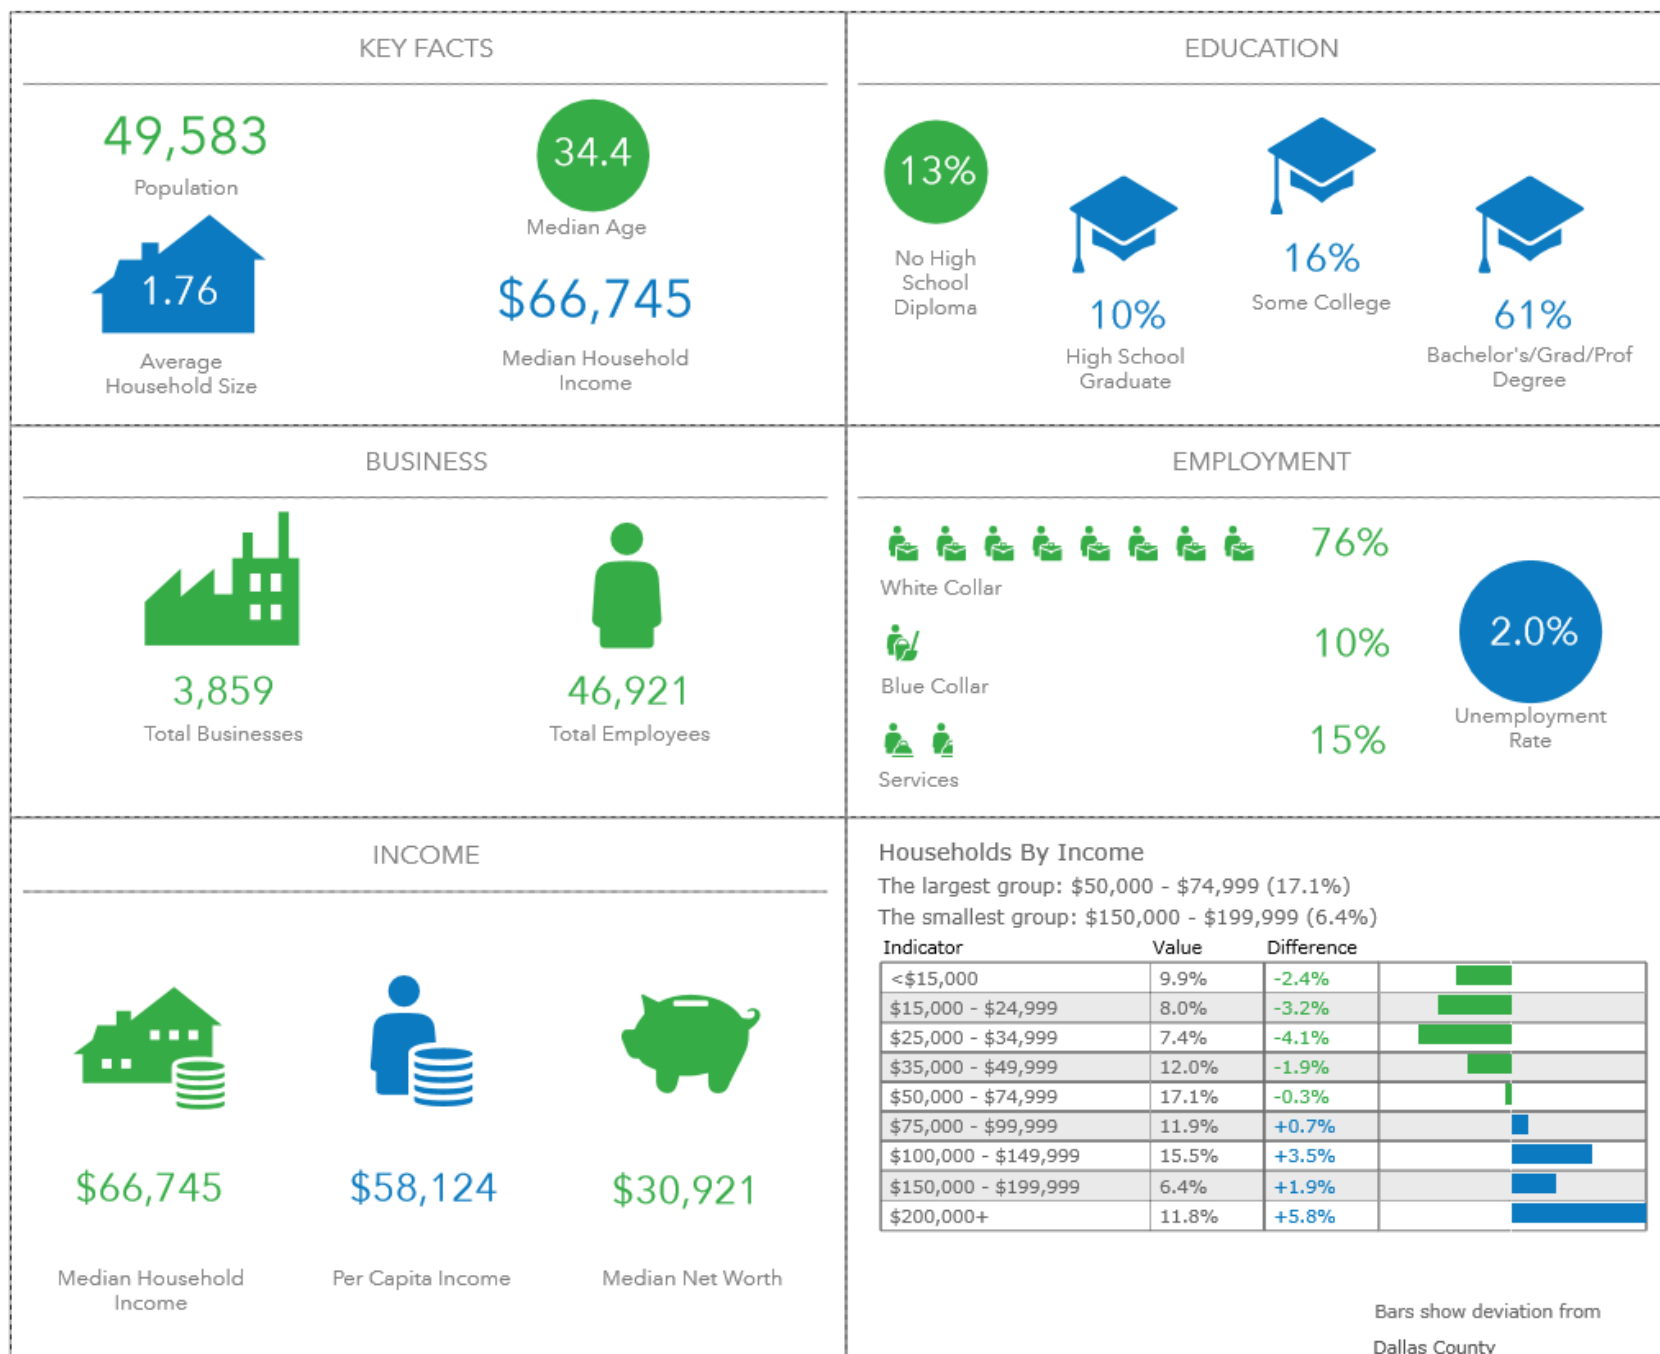 KEY FACTS
49,583
Population
34.4
Median Age
1.76
Average
Household Size
$66,745
Median Household
Income
EDUCATION
13%
No High
School
Diploma
10%
High School
Graduate
16%
Some College
61%
Bachelor's/Grad/Prof
Degree
BUSINESS
3,859
Total Businesses
46,921
Total Employees
EMPLOYMENT
76%
White Collar
10%
Blue Collar
15%
Services
2.0%
Unemployment
Rate
INCOME
$66,745
Median Household
Income
$58,124
Per Capita Income
$30,921
Median Net Worth
Households By Income
The largest group: $50,000 - $74,999 (17.1%)
The smallest group: $150,000 - $199,999 (6.4%)
Indicator Value Difference
<$15,000 9.9% -2.4%
$15,000 - $24,999 8.0% -3.2%
$25,000 - $34,999 7.4% -4.1%
$35,000 - $49,999 12.0% -1.9%
$50,000 - $74,999 17.1% -0.3%
$75,000 - $99,999 11.9% +0.7%
$100,000 - $149,999 15.5% +3.5%
$150,000 - $199,999 6.4% +1.9%
$200,000+ 11.8% +5.8%
Bars show deviation from
Dallas County